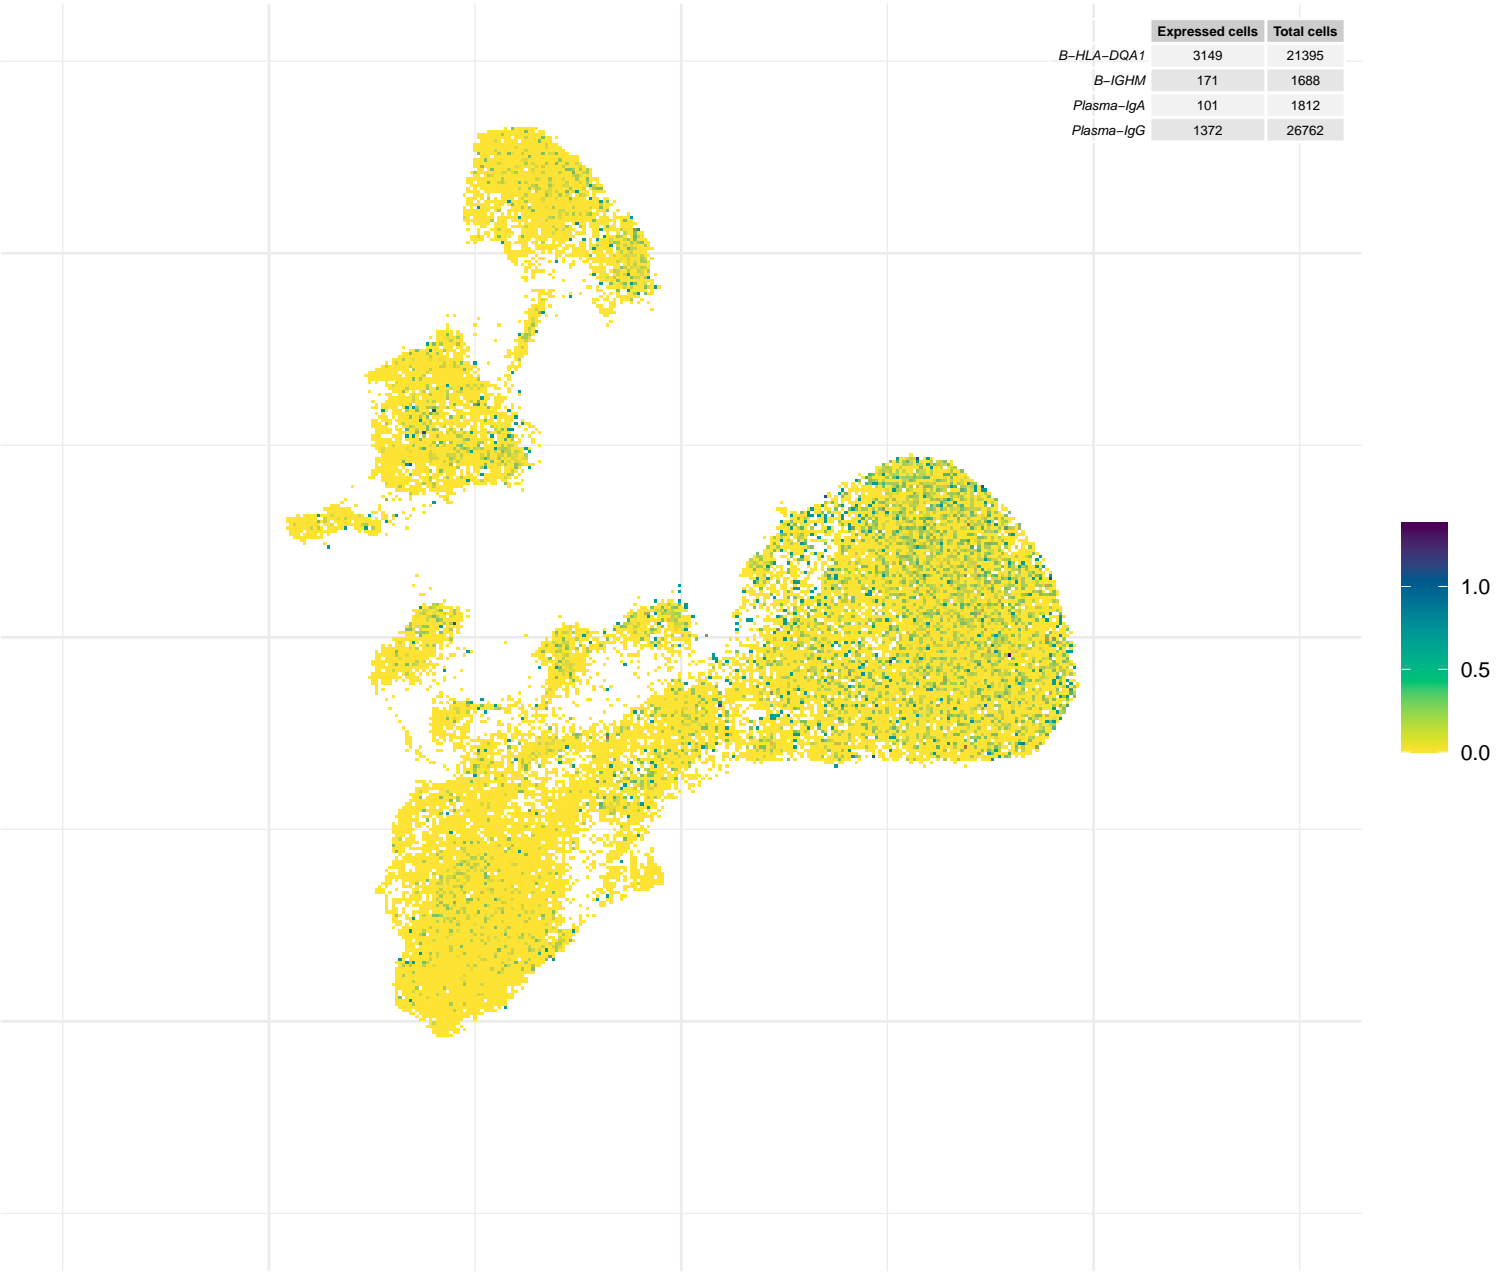 Expressed cells Total cells
B−HLA−DQA1 3149 21395
B−IGHM 171 1688
Plasma−IgA 101 1812
Plasma−IgG 1372 26762
1.0
0.5
0.0